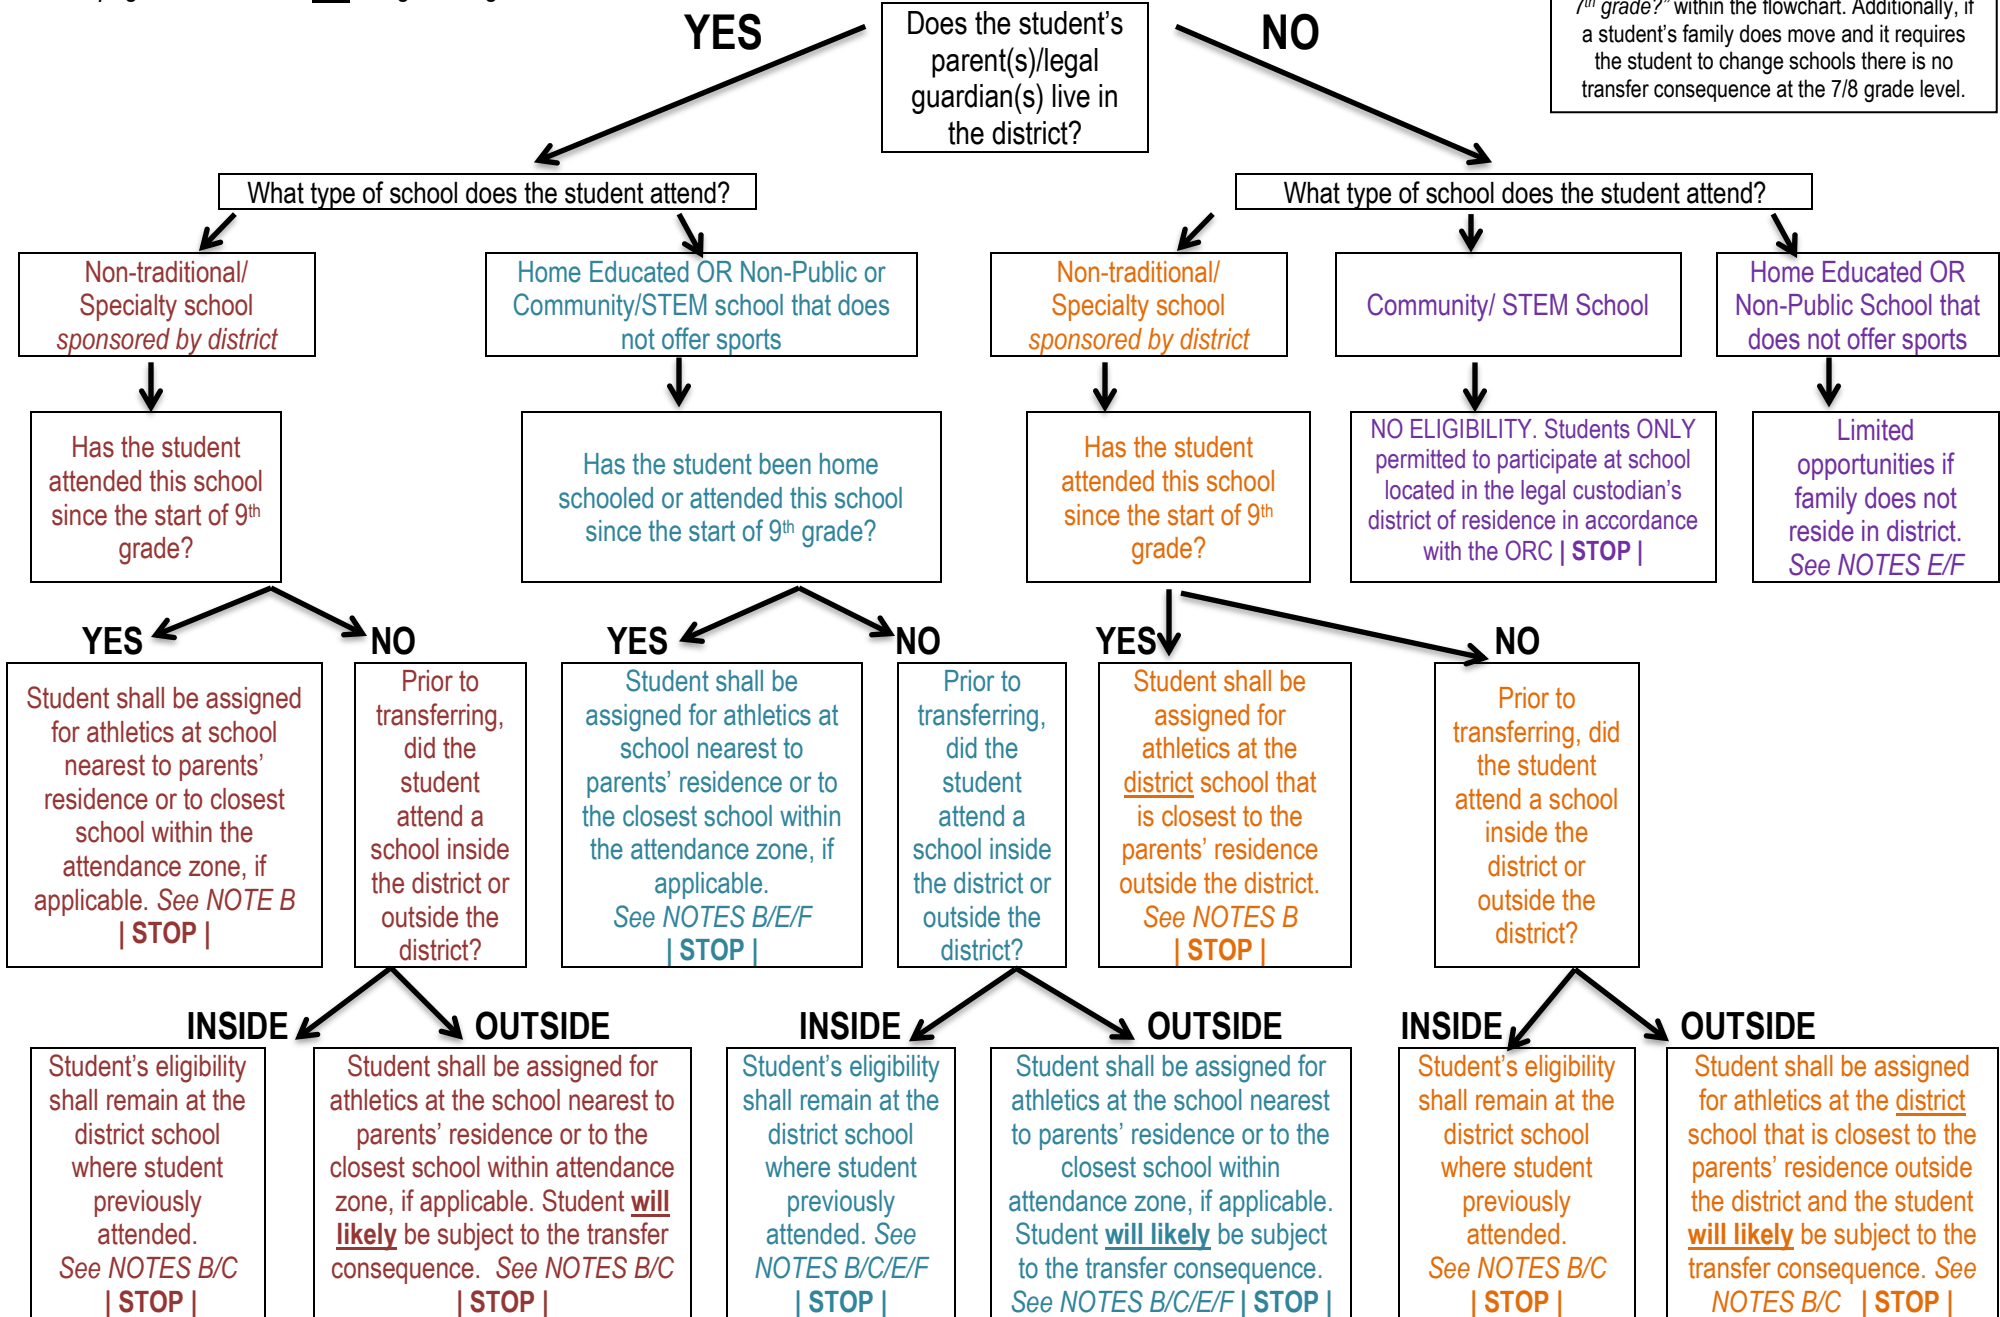 7th grade?" within the flowchart. Additionally, if
a student's family does move and it requires
the student to change schools there is no
transfer consequence at the 7/8 grade level.
YES
Does the student's
parent(s)/legal
guardian(s) live in
the district?
NO
What type of school does the student attend?
What type of school does the student attend?
Non-traditional/
Specialty school
sponsored by district
Home Educated OR Non-Public or
Community/STEM school that does
not offer sports
Non-traditional/
Specialty school
sponsored by district
Community/ STEM School
Home Educated OR
Non-Public School that
does not offer sports
Has the student
attended this school
since the start of 9th
grade?
Has the student been home
schooled or attended this school
since the start of 9th grade?
Has the student
attended this school
since the start of 9th
grade?
NO ELIGIBILITY. Students ONLY
permitted to participate at school
located in the legal custodian's
district of residence in accordance
with the ORC | STOP |
Limited
opportunities if
family does not
reside in district.
See NOTES E/F
YES
NO
YES
NO
YES
NO
Student shall be assigned
for athletics at school
nearest to parents'
residence or to closest
school within the
attendance zone, if
applicable. See NOTE B
| STOP |
Prior to
transferring,
did the
student
attend a
school inside
the district or
outside the
district?
Student shall be
assigned for athletics at
school nearest to
parents' residence or to
the closest school within
the attendance zone, if
applicable.
See NOTES B/E/F
| STOP |
Prior to
transferring,
did the
student
attend a
school inside
the district or
outside the
district?
Student shall be
assigned for
athletics at the
district school that
is closest to the
parents' residence
outside the district.
See NOTES B
| STOP |
Prior to
transferring, did
the student
attend a school
inside the
district or
outside the
district?
INSIDE
OUTSIDE
INSIDE
OUTSIDE
INSIDE
OUTSIDE
Student's eligibility
shall remain at the
district school
where student
previously
attended.
See NOTES B/C
| STOP |
Student shall be assigned for
athletics at the school nearest to
parents' residence or to the
closest school within attendance
zone, if applicable. Student will
likely be subject to the transfer
consequence. See NOTES B/C
| STOP |
Student's eligibility
shall remain at the
district school
where student
previously
attended. See
NOTES B/C/E/F
| STOP |
Student shall be assigned for
athletics at the school nearest
to parents' residence or to the
closest school within
attendance zone, if applicable.
Student will likely be subject
to the transfer consequence.
See NOTES B/C/E/F | STOP |
Student's eligibility
shall remain at the
district school
where student
previously
attended.
See NOTES B/C
| STOP |
Student shall be assigned
for athletics at the district
school that is closest to the
parents' residence outside
the district and the student
will likely be subject to the
transfer consequence. See
NOTES B/C | STOP |